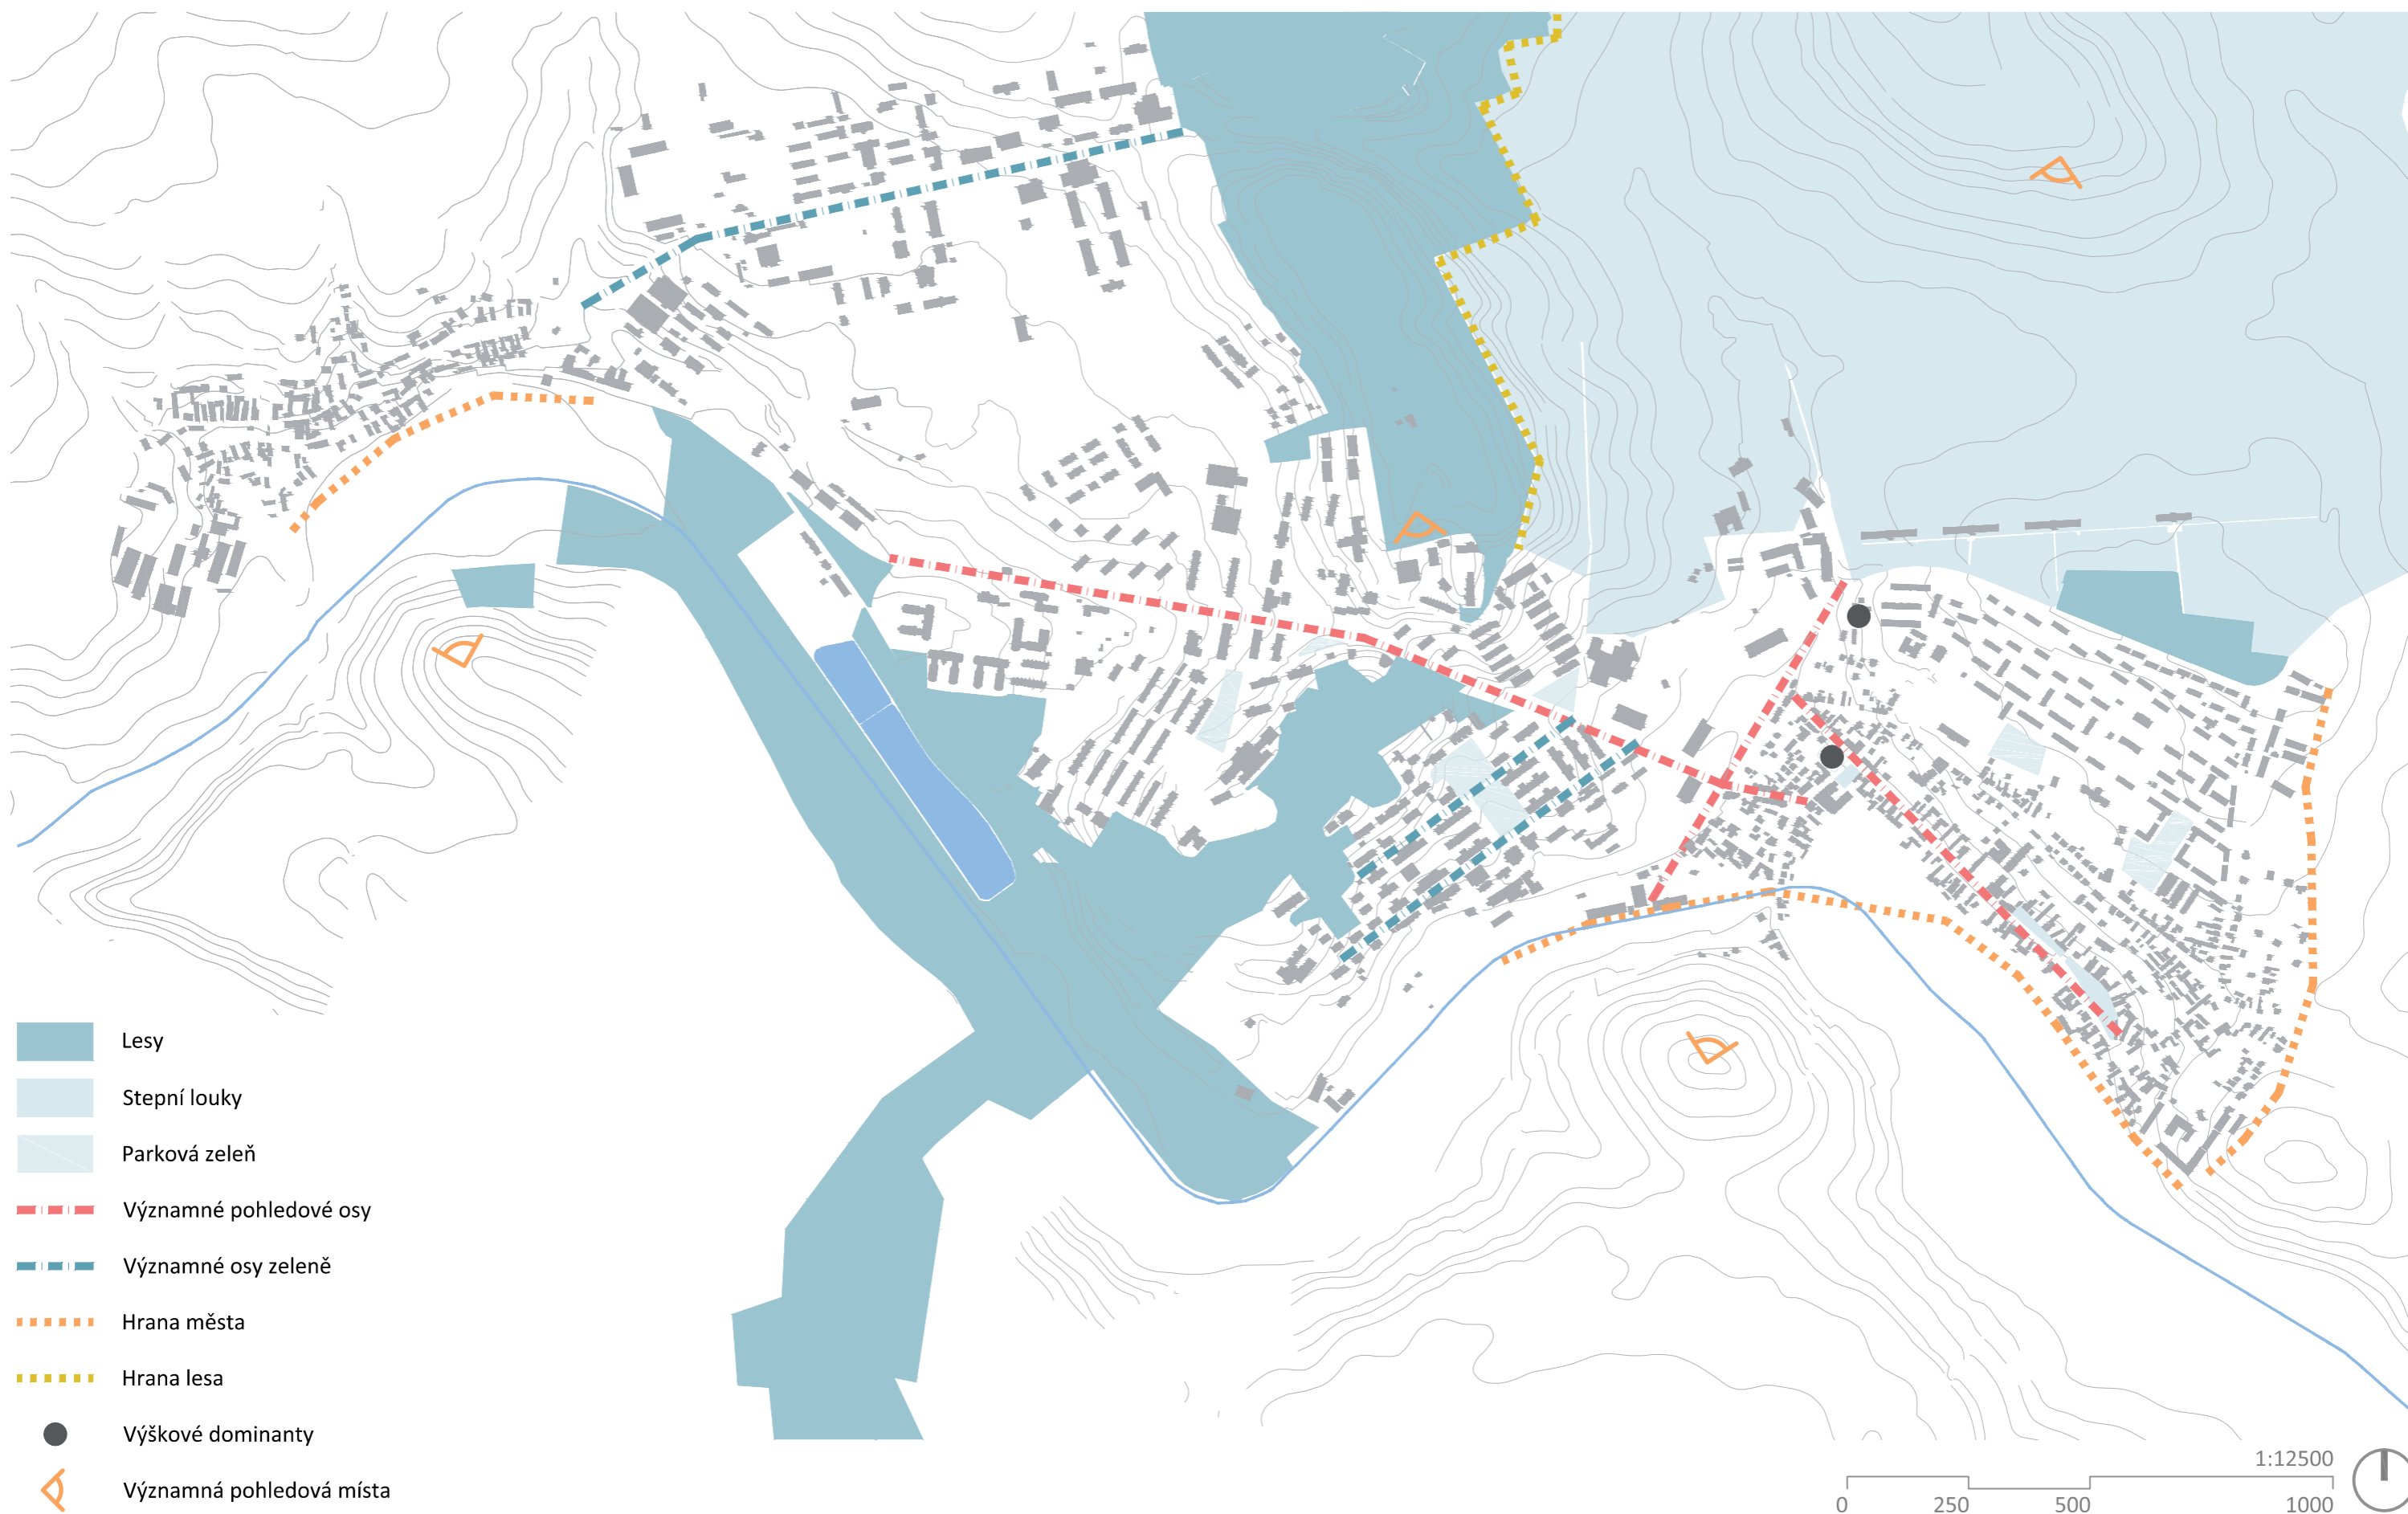 Lesy
Stepní louky
Parková zeleň
Významné pohledové osy
Významné osy zeleně
Hrana města
Hrana lesa
Výškové dominanty
Významná pohledová místa
1:12500
0 250 500 1000